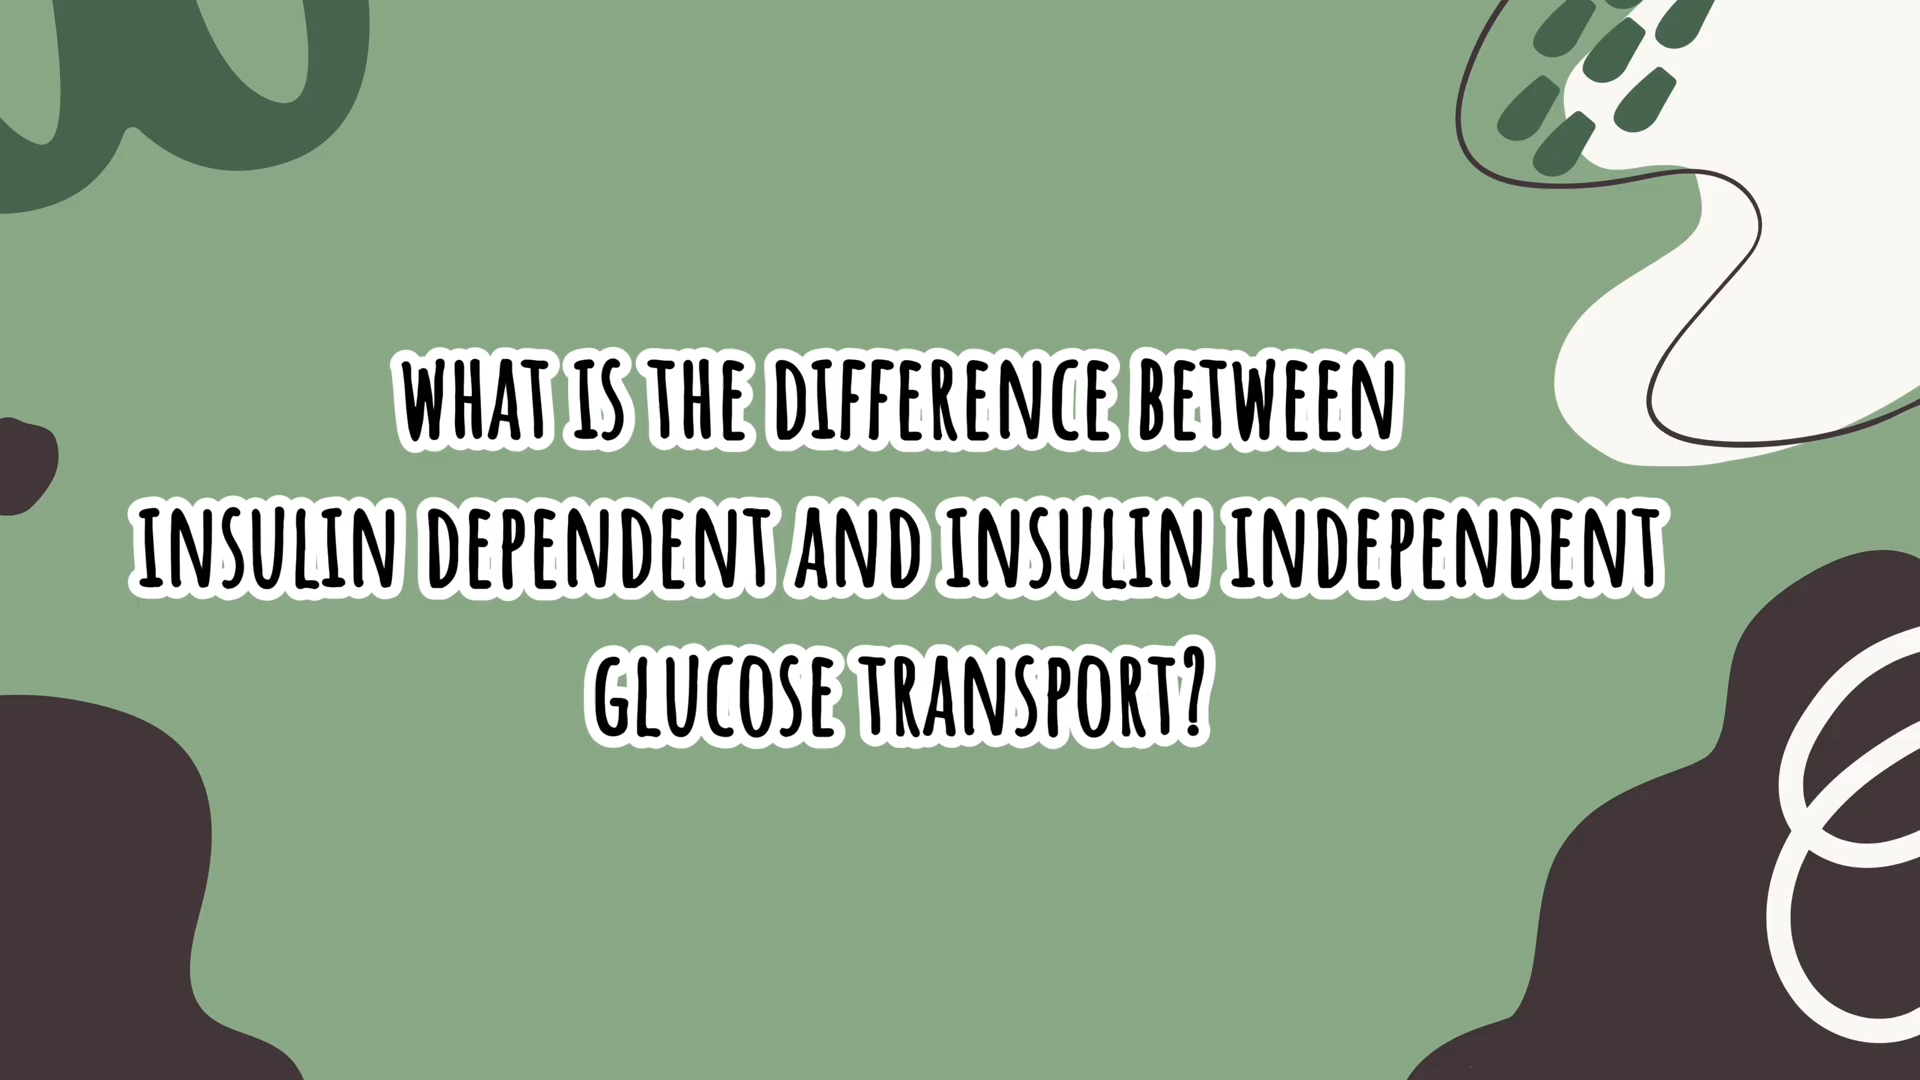 WHAT IS THE DIFFERENCE BETWEEN
INSULIN DEPENDENT AND INSULIN INDEPENDENT
GLUCOSE TRANSPORT?